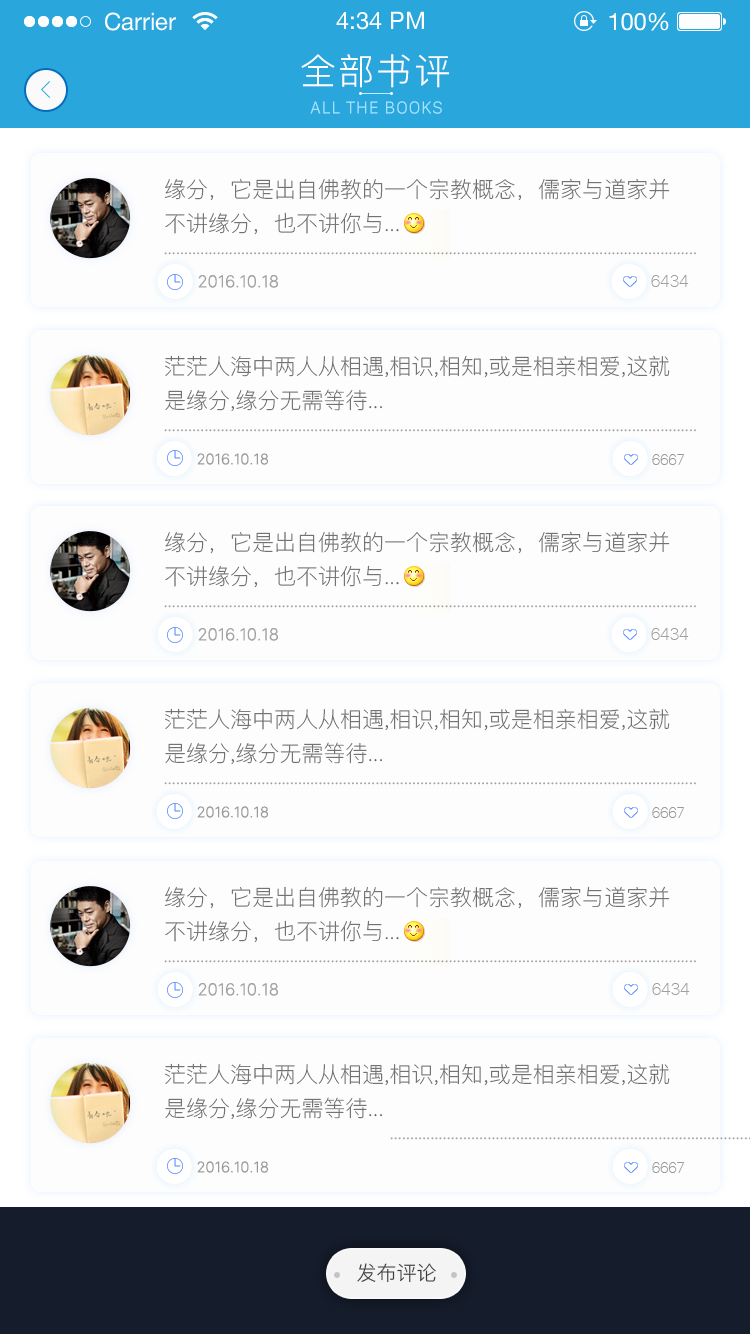 Carrier 4:34 PM 100%
全部书评
ALL THE BOOKS
缘分，它是出自佛教的一个宗教概念，儒家与道家并
不讲缘分，也不讲你与...😊
2016.10.18 6434
茫茫人海中两人从相遇,相识,相知,或是相亲相爱,这就
是缘分,缘分无需等待...
2016.10.18 6667
缘分，它是出自佛教的一个宗教概念，儒家与道家并
不讲缘分，也不讲你与...😊
2016.10.18 6434
茫茫人海中两人从相遇,相识,相知,或是相亲相爱,这就
是缘分,缘分无需等待...
2016.10.18 6667
缘分，它是出自佛教的一个宗教概念，儒家与道家并
不讲缘分，也不讲你与...😊
2016.10.18 6434
茫茫人海中两人从相遇,相识,相知,或是相亲相爱,这就
是缘分,缘分无需等待...
2016.10.18 6667
发布评论